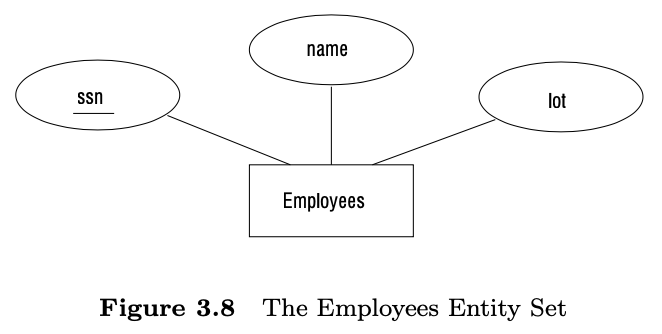 name
ssn
lot
Employees
Figure 3.8 The Employees Entity Set